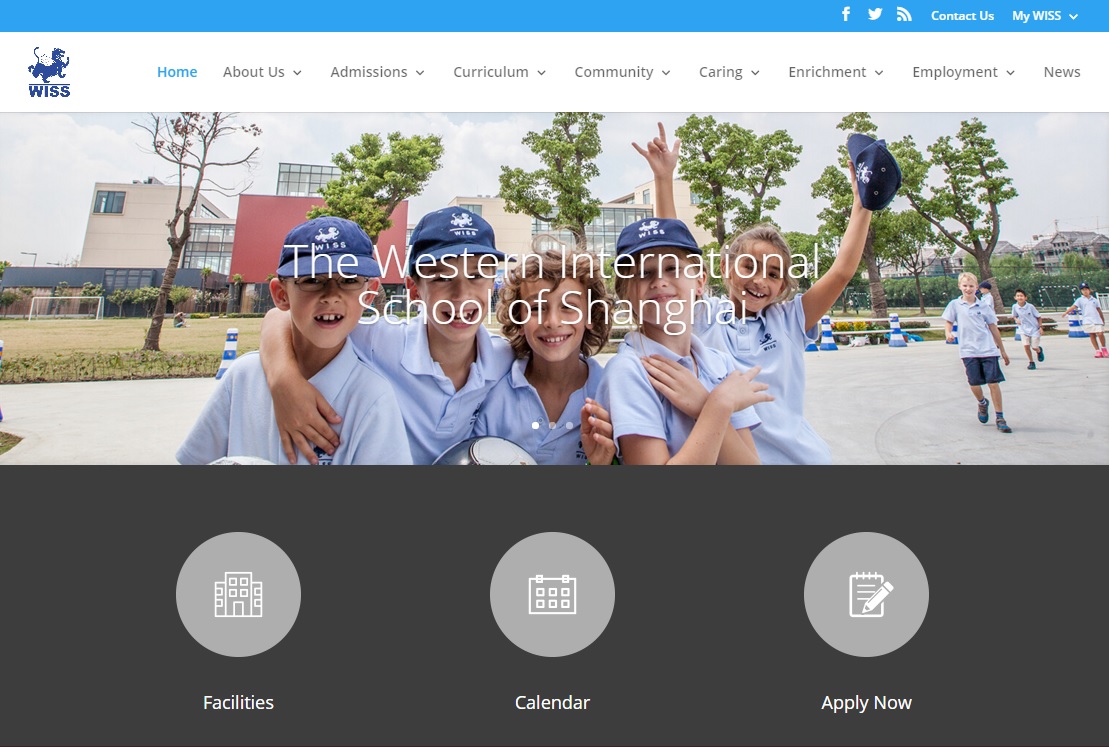 Contact Us
My WISS
WISS
Home
About Us
Admissions
Curriculum
Community
Caring
Enrichment
Employment
News
WISS
WISS
WISS
The Western International
School of Shanghai
WISS
Facilities
Calendar
Apply Now